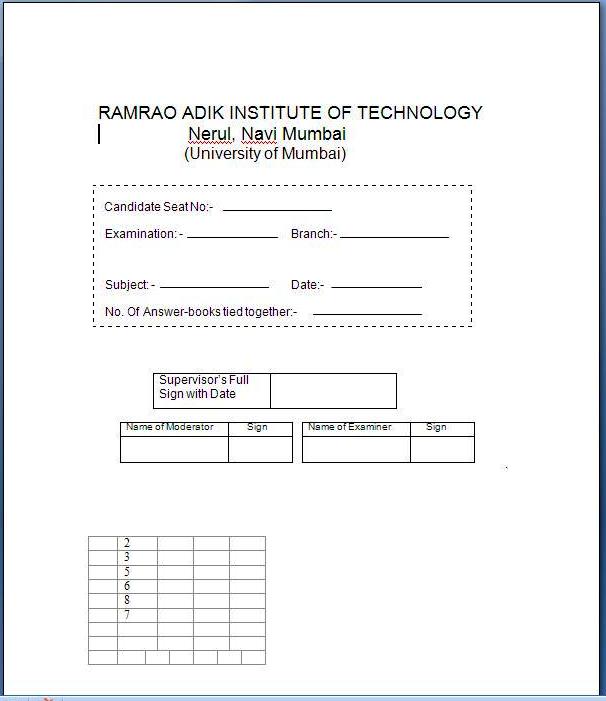 RAMRAO ADIK INSTITUTE OF TECHNOLOGY
Nerul, Navi Mumbai
(University of Mumbai)
Candidate Seat No:-
Examination: - Branch:-
Subject: - Date:-
No. Of Answer-books tied together:-
Supervisor's Full
Sign with Date
Name of Moderator Sign Name of Examiner Sign
2
3
5
6
8
7